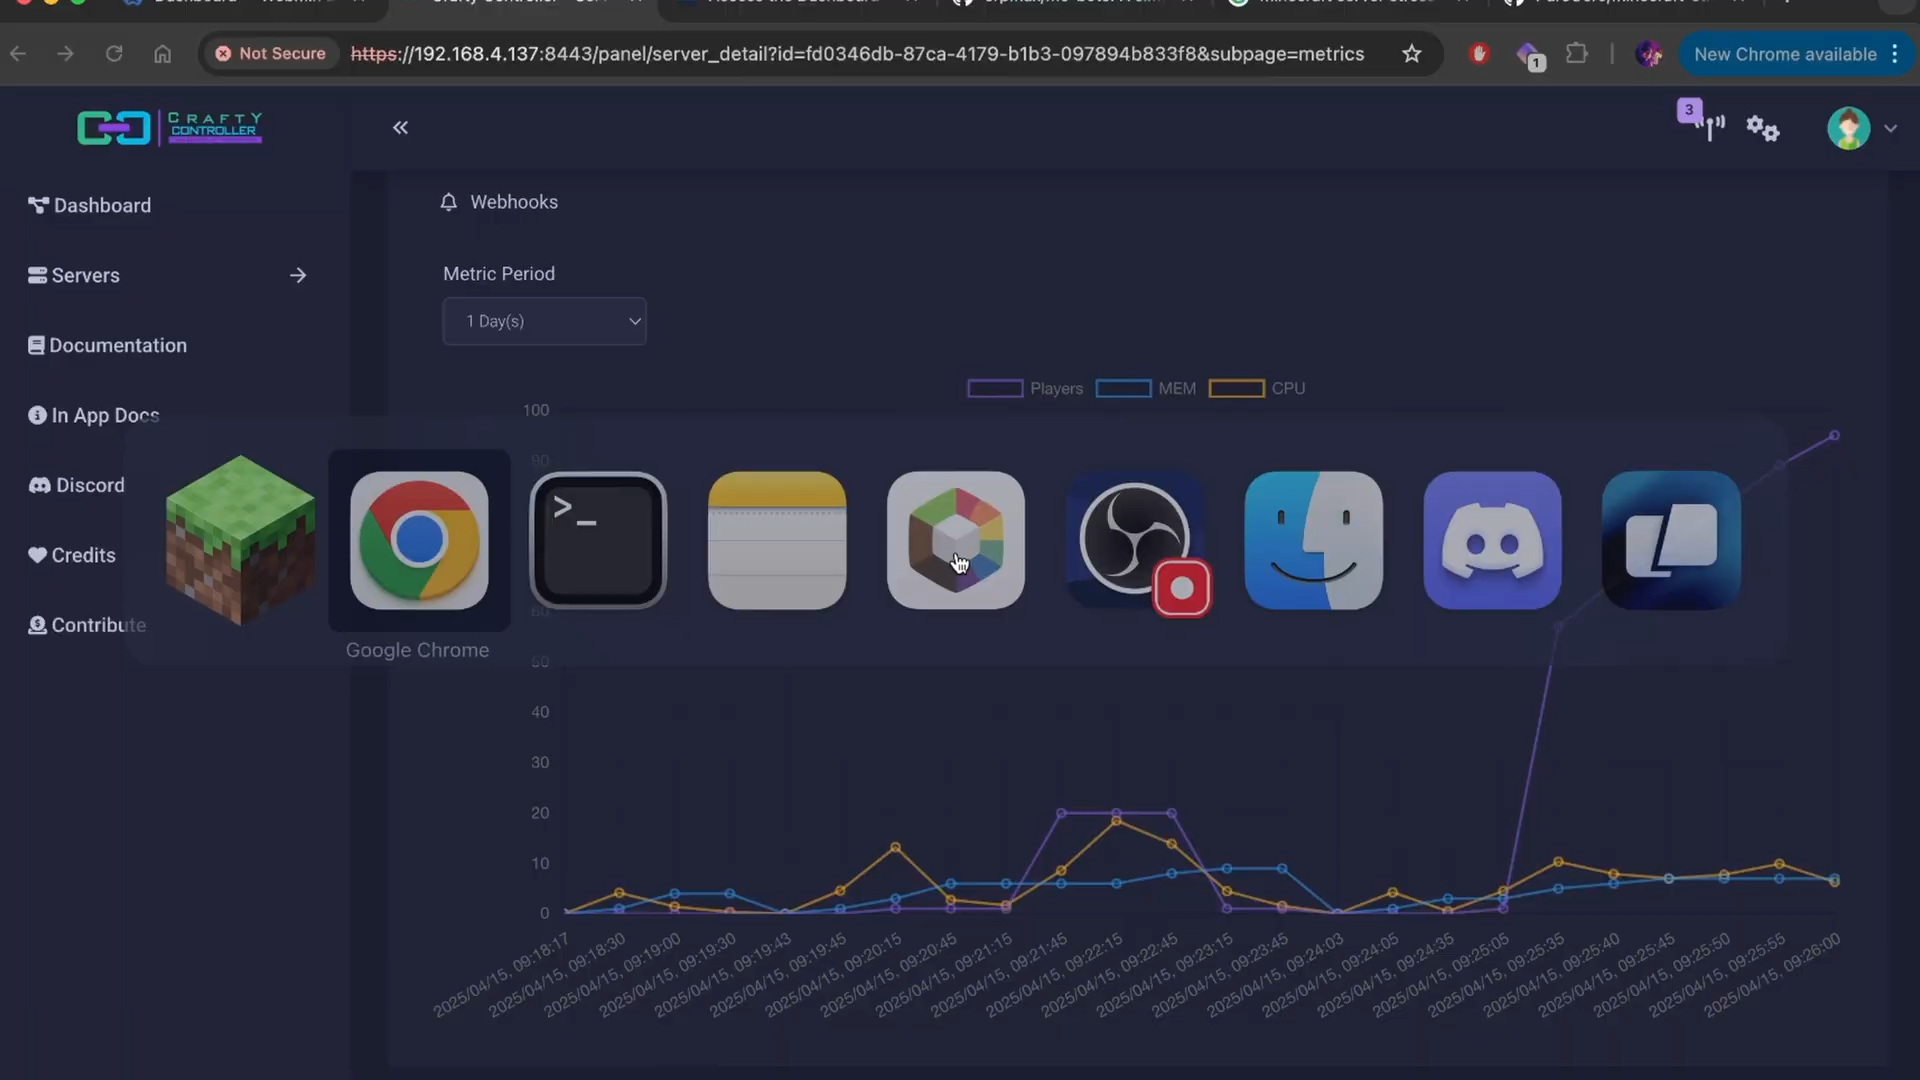 Not Secure
https://192.168.4.137:8443/panel/server_detail?id=fd0346db-87ca-4179-b1b3-097894b833f8&subpage=metrics
1
New Chrome available
CRAFTY
CONTROLLER
3
Dashboard
Servers
Documentation
In App Docs
Discord
Credits
Contribute
Webhooks
Metric Period
1 Day(s)
Players
MEM
CPU
100
90
60
40
30
20
10
0
>_
Google Chrome
2025/04/15, 09:18:17
2025/04/15, 09:18:30
2025/04/15, 09:19:00
2025/04/15, 09:19:30
2025/04/15, 09:19:43
2025/04/15, 09:19:45
2025/04/15, 09:20:15
2025/04/15, 09:20:45
2025/04/15, 09:21:15
2025/04/15, 09:21:45
2025/04/15, 09:22:15
2025/04/15, 09:22:45
2025/04/15, 09:23:15
2025/04/15, 09:23:45
2025/04/15, 09:24:03
2025/04/15, 09:24:05
2025/04/15, 09:24:35
2025/04/15, 09:25:05
2025/04/15, 09:25:35
2025/04/15, 09:25:40
2025/04/15, 09:25:45
2025/04/15, 09:25:50
2025/04/15, 09:25:55
2025/04/15, 09:26:00